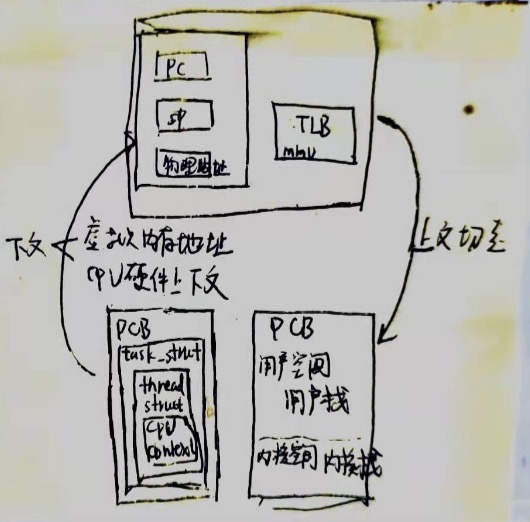 PC
SP
物理地址
TLB
mmu
下文
虚拟内存地址
CPU硬件上下文
上文切走
PCB
task_struct
thread
struct
CPU
context
PCB
用户空间
用户栈
内核空间 内核栈